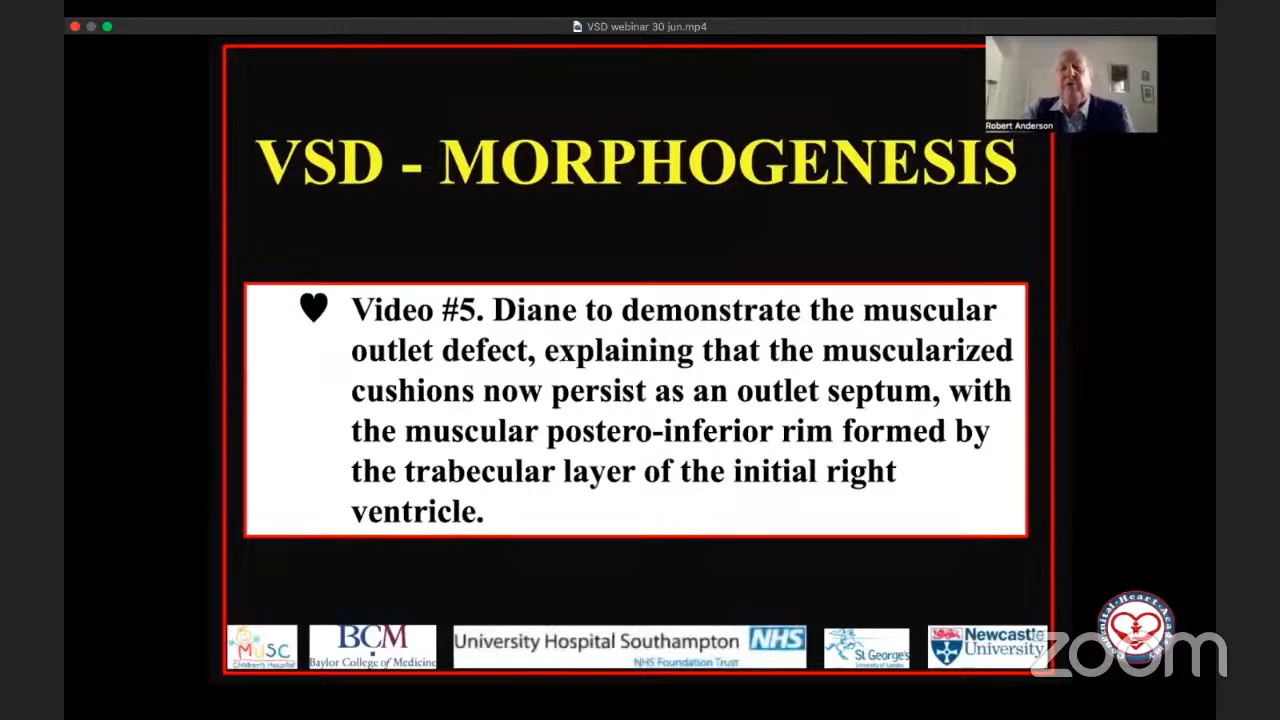 VSD webinar 30 jun.mp4
Robert Anderson
VSD - MORPHOGENESIS
Video #5. Diane to demonstrate the muscular
outlet defect, explaining that the muscularized
cushions now persist as an outlet septum, with
the muscular postero-inferior rim formed by
the trabecular layer of the initial right
ventricle.
MUSC
Children's Hospital
BCM
Baylor College of Medicine
University Hospital Southampton
NHS
NHS Foundation Trust
St George's
University of London
Newcastle
University
Congenital Heart Academy
zoom